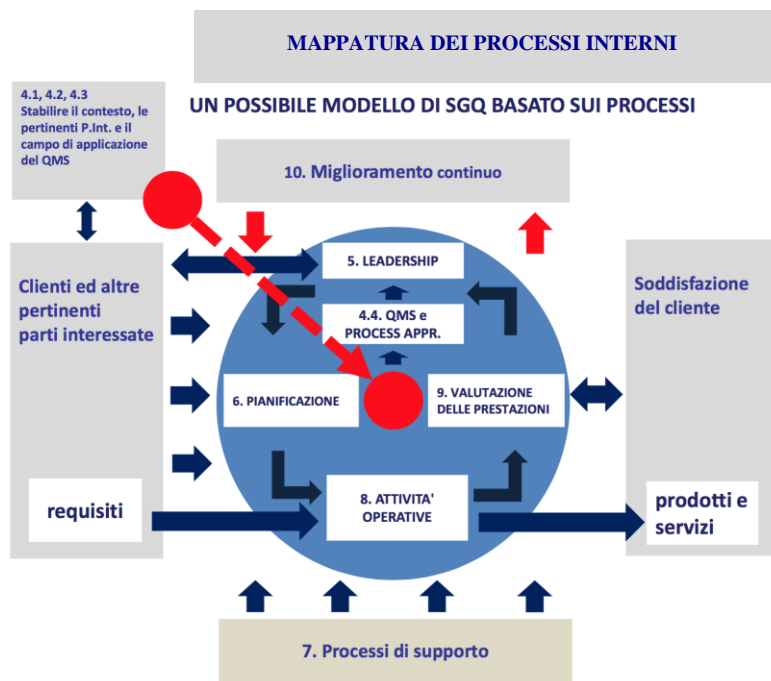 MAPPATURA DEI PROCESSI INTERNI
4.1, 4.2, 4.3
Stabilire il contesto, le
pertinenti P.Int. e il
campo di applicazione
del QMS
UN POSSIBILE MODELLO DI SGQ BASATO SUI PROCESSI
10. Miglioramento continuo
5. LEADERSHIP
Clienti ed altre
pertinenti
parti interessate
Soddisfazione
del cliente
4.4. QMS e
PROCESS APPR.
6. PIANIFICAZIONE
9. VALUTAZIONE
DELLE PRESTAZIONI
requisiti
8. ATTIVITA'
OPERATIVE
prodotti e
servizi
7. Processi di supporto